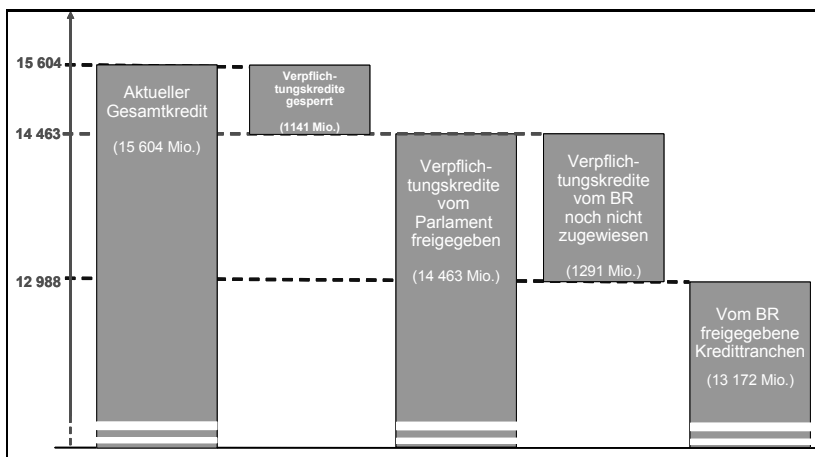 15 604
14 463
12 988
Aktueller
Gesamtkredit
(15 604 Mio.)
Verpflich-
tungskredite
gesperrt
(1141 Mio.)
Verpflich-
tungskredite
vom
Parlament
freigegeben
(14 463 Mio.)
Verpflich-
tungskredite
vom BR
noch nicht
zugewiesen
(1291 Mio.)
Vom BR
freigegebene
Kredittranchen
(13 172 Mio.)